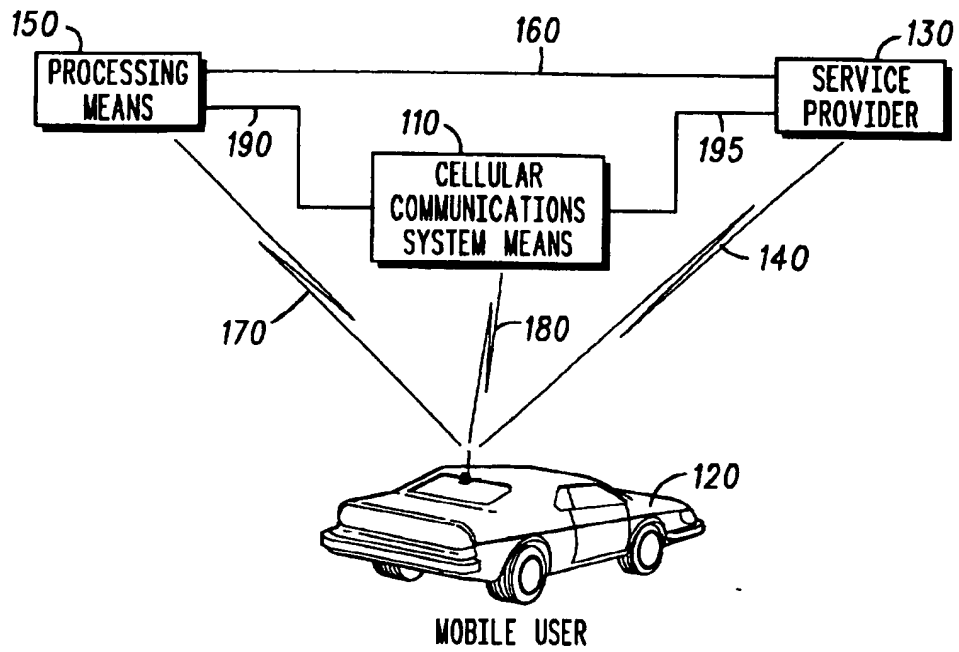 150
160
130
PROCESSING
MEANS
SERVICE
PROVIDER
190
110
195
CELLULAR
COMMUNICATIONS
SYSTEM MEANS
140
170
180
120
MOBILE USER